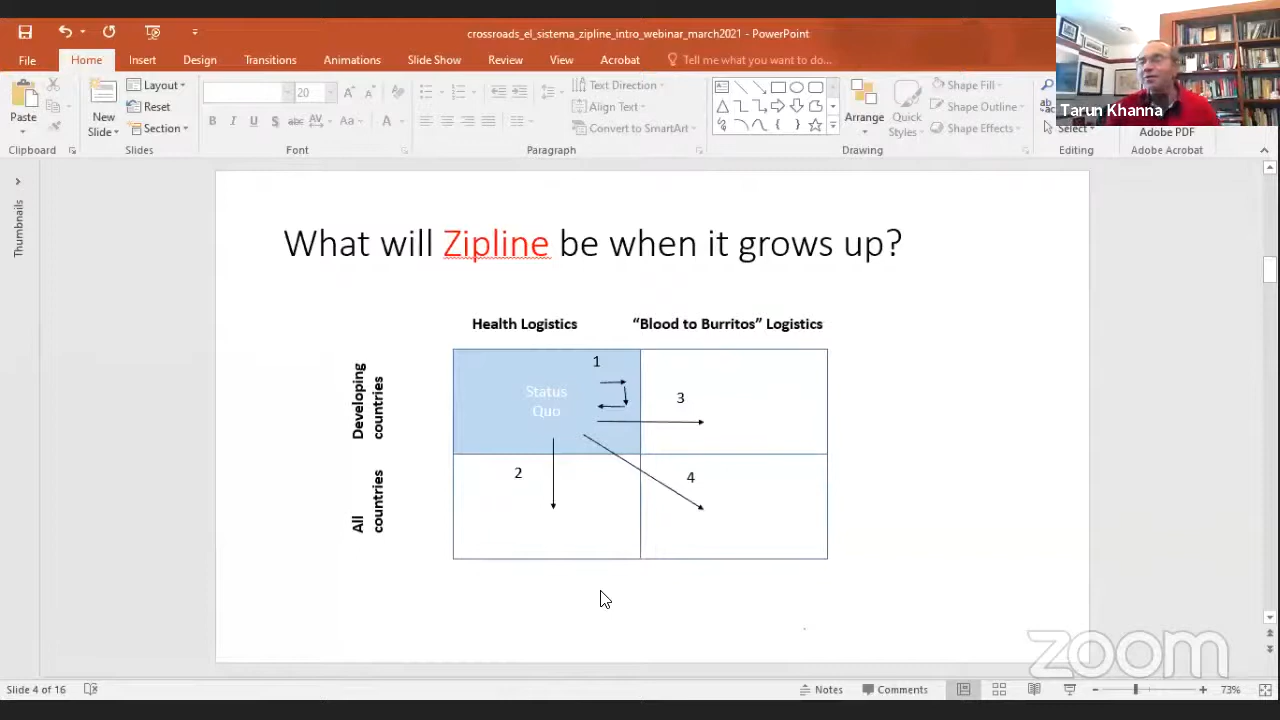 crossroads_el_sistema_zipline_intro_webinar_march2021 - PowerPoint
File Home Insert Design Transitions Animations Slide Show Review View Acrobat Tell me what you want to do...
Tarun Khanna
Paste
New
Slide
Layout
Reset
Section
20
B I U S abc AV Aa A
Text Direction
Align Text
Convert to SmartArt
Arrange
Quick
Styles
Shape Fill
Shape Outline
Shape Effects
Select
Adobe PDF
Clipboard Slides Font Paragraph Drawing Editing Adobe Acrobat
Thumbnails
What will Zipline be when it grows up?
Health Logistics “Blood to Burritos” Logistics
Developing
countries
All
countries
Status
Quo
1
3
2
4
zoom
Slide 4 of 16 Notes Comments 73%